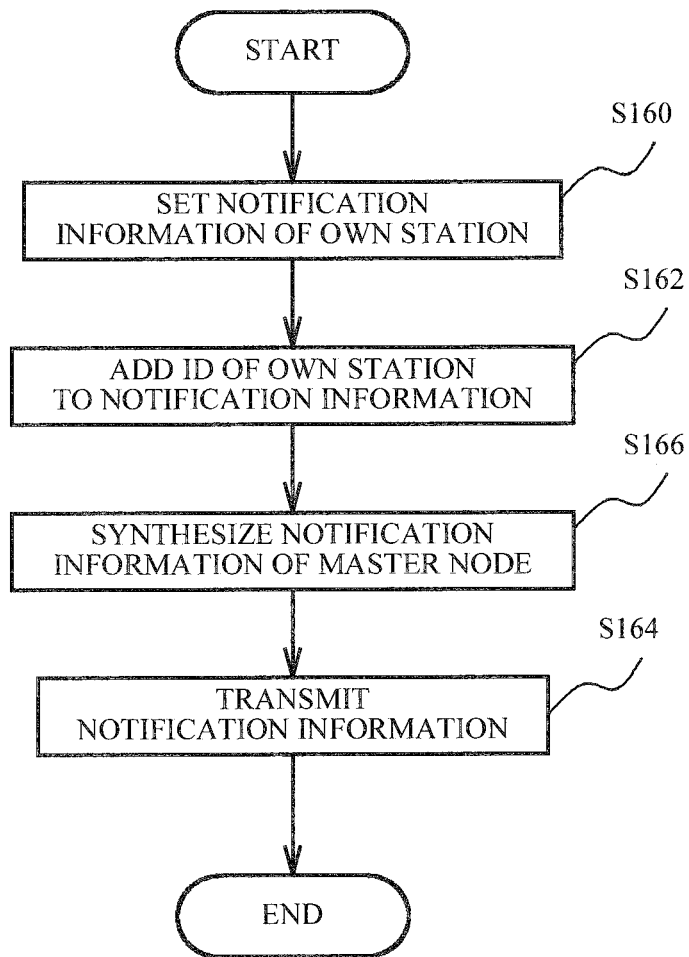 START
S160
SET NOTIFICATION
INFORMATION OF OWN STATION
S162
ADD ID OF OWN STATION
TO NOTIFICATION INFORMATION
S166
SYNTHESIZE NOTIFICATION
INFORMATION OF MASTER NODE
S164
TRANSMIT
NOTIFICATION INFORMATION
END